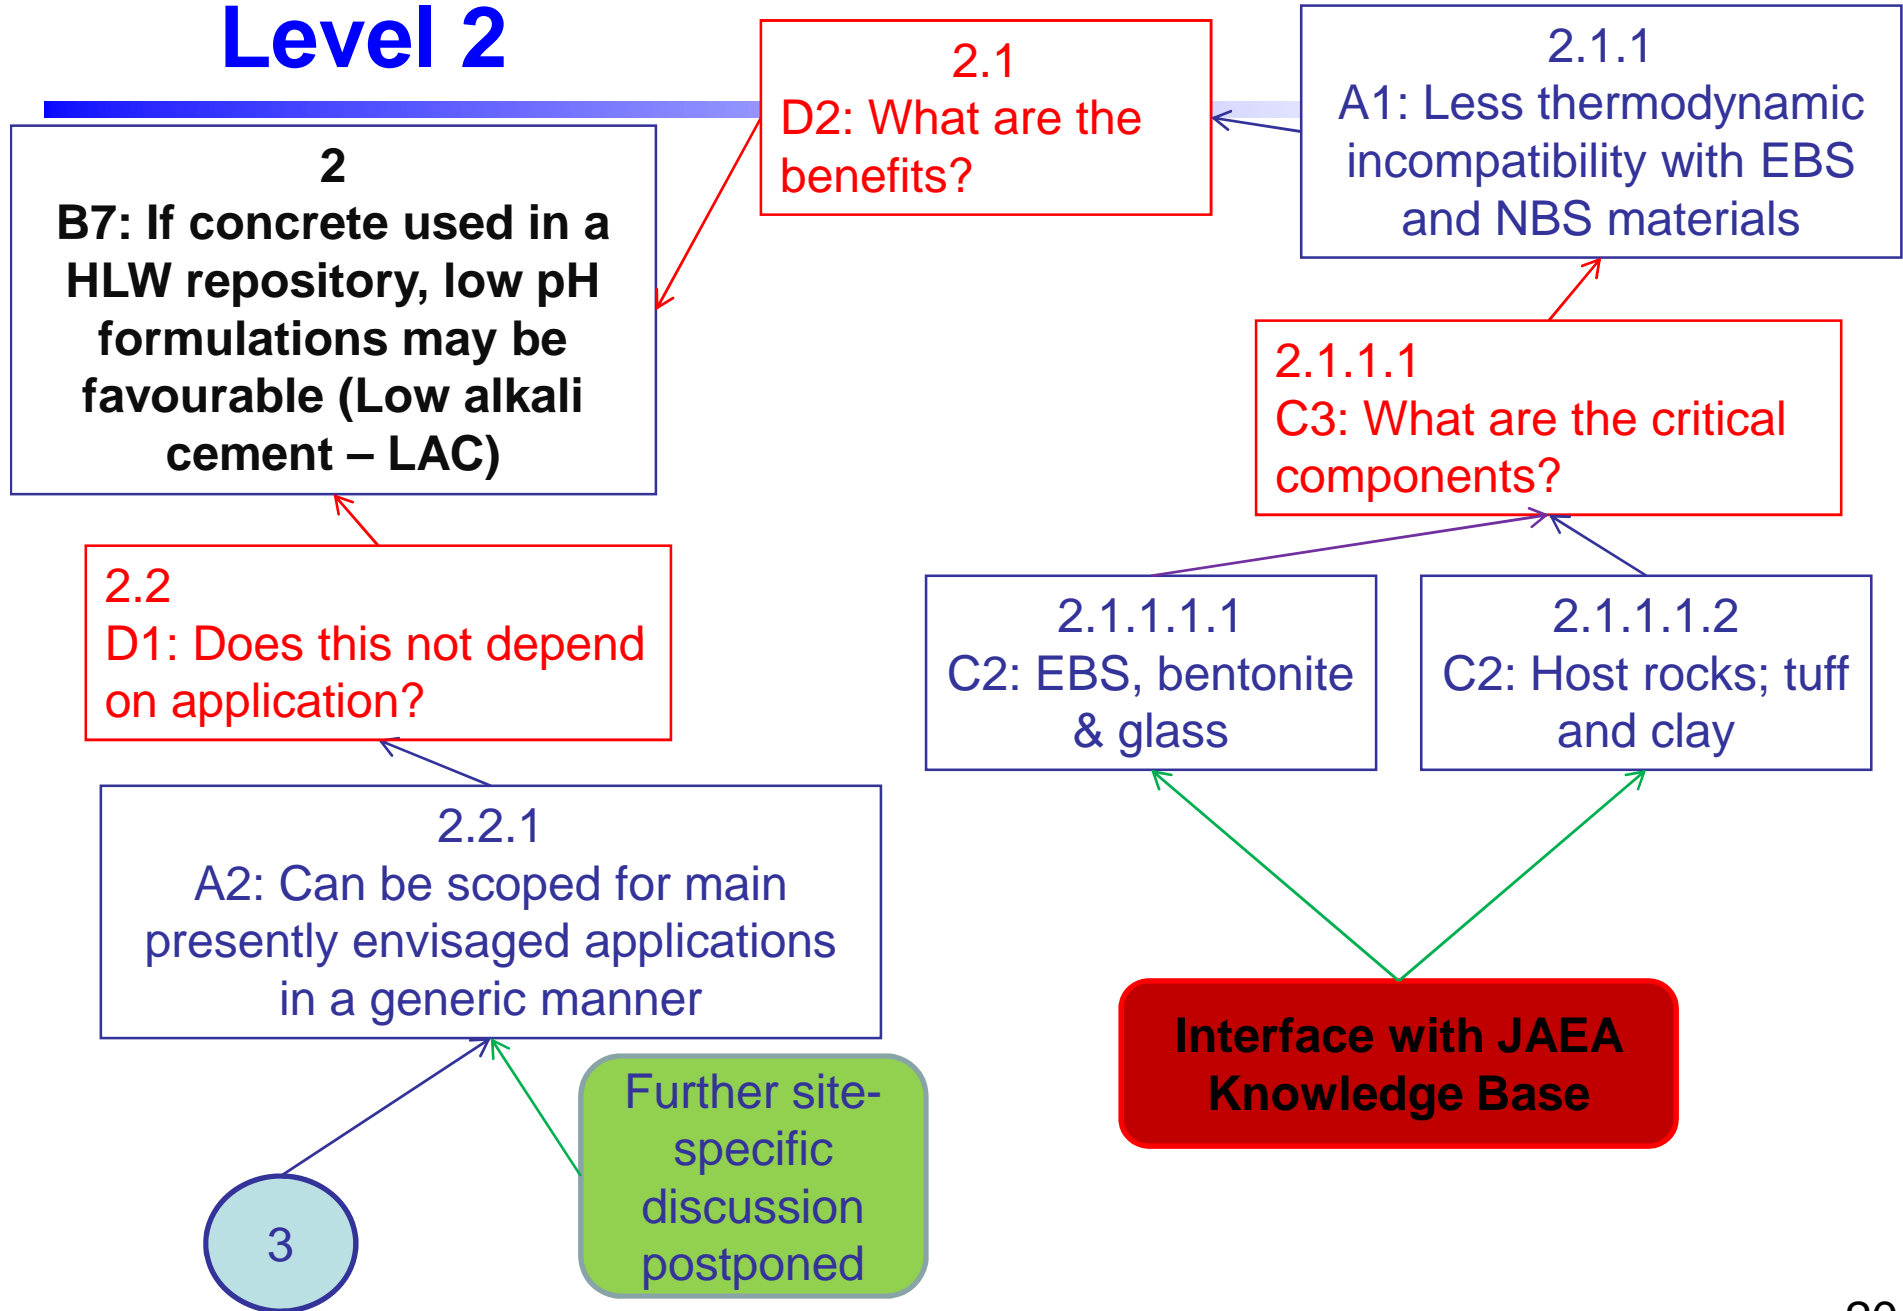 Level 2
2
B7: If concrete used in a
HLW repository, low pH
formulations may be
favourable (Low alkali
cement – LAC)
2.1
D2: What are the
benefits?
2.1.1
A1: Less thermodynamic
incompatibility with EBS
and NBS materials
2.1.1.1
C3: What are the critical
components?
2.2
D1: Does this not depend
on application?
2.1.1.1.1
C2: EBS, bentonite
& glass
2.1.1.1.2
C2: Host rocks; tuff
and clay
2.2.1
A2: Can be scoped for main
presently envisaged applications
in a generic manner
Interface with JAEA
Knowledge Base
Further site-
specific
discussion
postponed
3